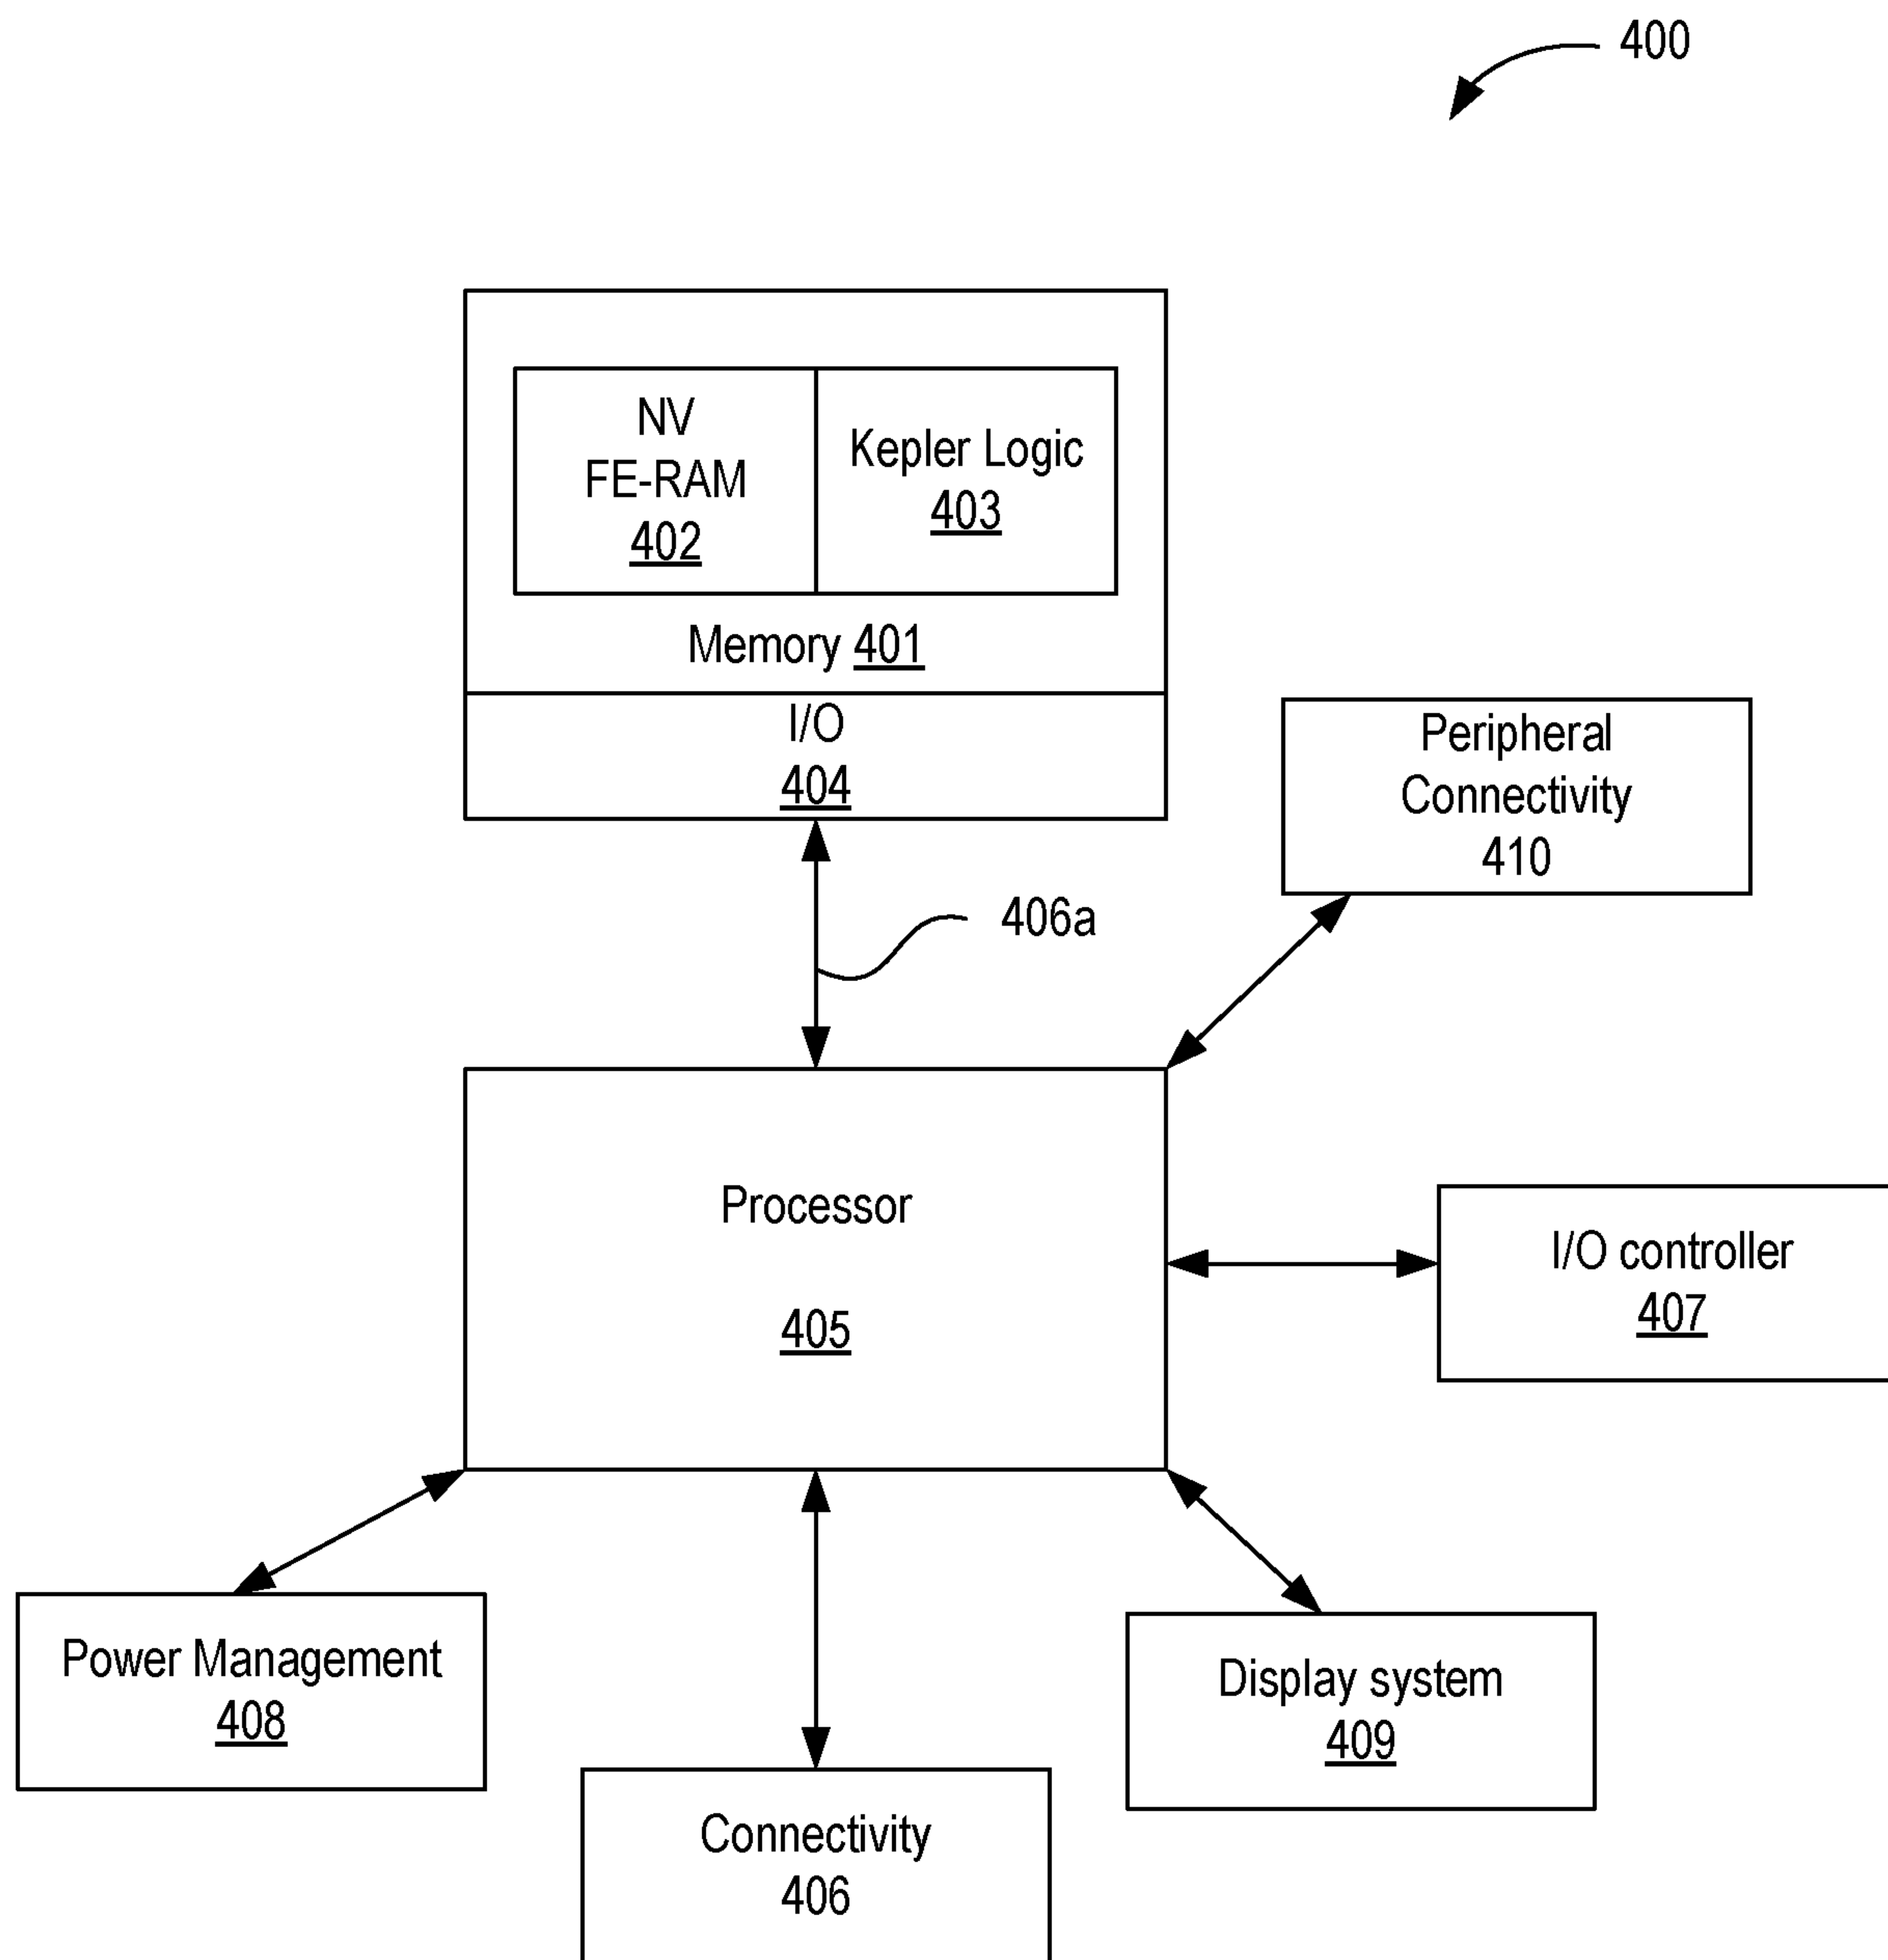 400
NV
FE-RAM
402
Kepler Logic
403
Memory 401
I/O
404
Peripheral
Connectivity
410
406a
Processor
405
I/O controller
407
Power Management
408
Display system
409
Connectivity
406